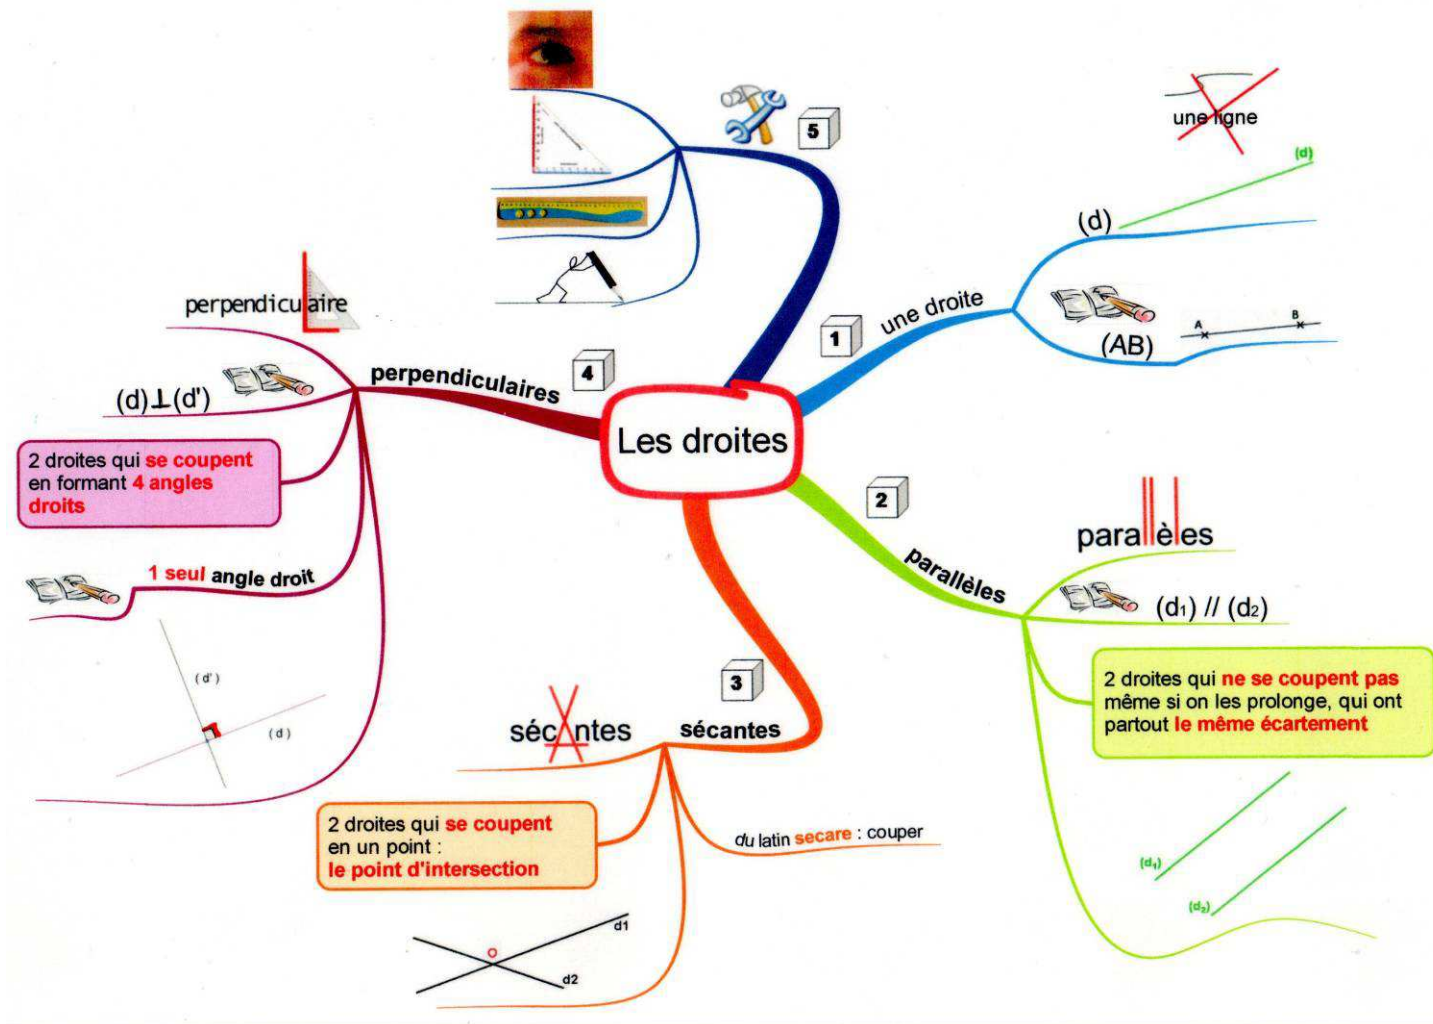 Les droites
1
une droite
une ligne
(d)
(d)
(AB)
A
B
2
parallèles
parallèles
(d1) // (d2)
2 droites qui ne se coupent pas
même si on les prolonge, qui ont
partout le même écartement
(d1)
(d2)
3
sécantes
sécAntes
2 droites qui se coupent
en un point :
le point d'intersection
du latin secare : couper
O
d1
d2
4
perpendiculaires
perpendiculaire
(d)⊥(d')
2 droites qui se coupent
en formant 4 angles
droits
1 seul angle droit
(d')
(d)
5